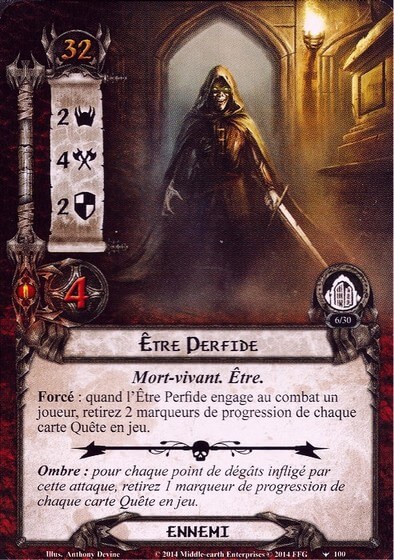 32
2
4
2
4
6/30
Être Perfide
Mort-vivant. Être.
Forcé : quand l'Être Perfide engage au combat un
joueur, retirez 2 marqueurs de progression de chaque
carte Quête en jeu.
Ombre : pour chaque point de dégâts infligé par
cette attaque, retirez 1 marqueur de progression de
chaque carte Quête en jeu.
ENNEMI
Illus. Anthony Devine © 2014 Middle-earth Enterprises © 2014 FFG 100